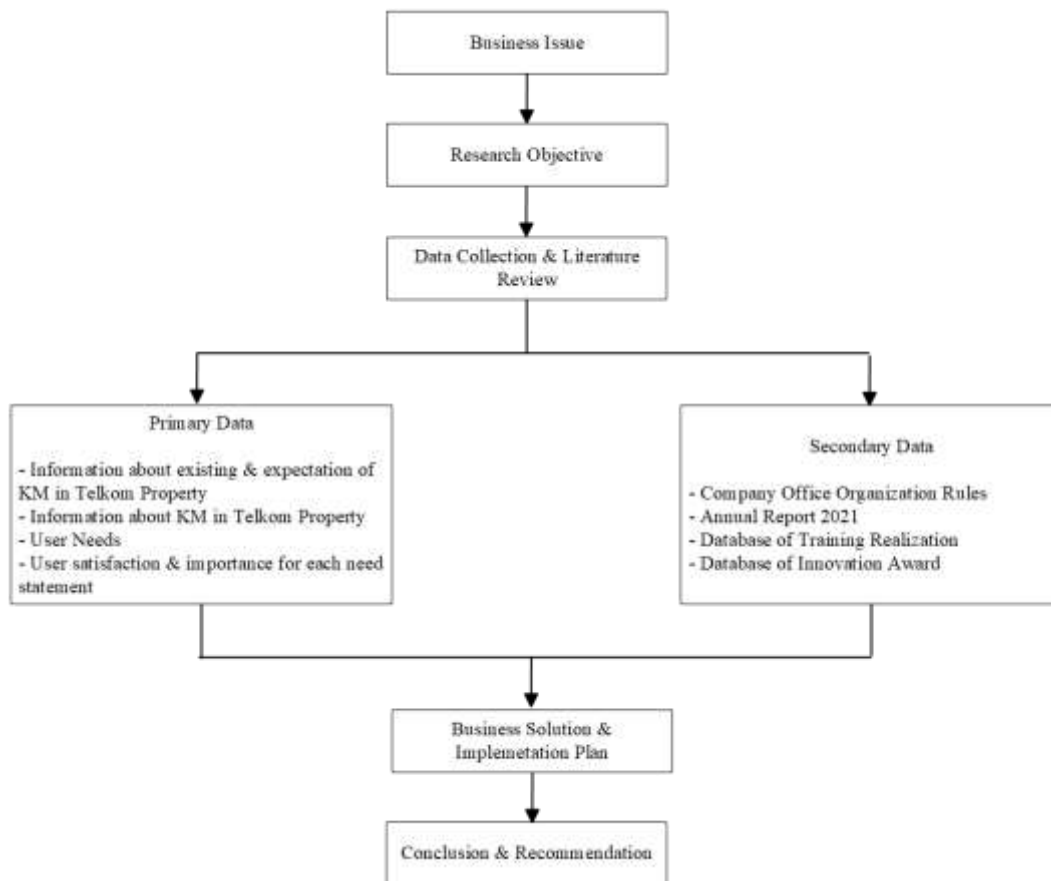 Business Issue
Research Objective
Data Collection & Literature
Review
Primary Data
- Information about existing & expectation of
KM in Telkom Property
- Information about KM in Telkom Property
- User Needs
- User satisfaction & importance for each need
statement
Secondary Data
- Company Office Organization Rules
- Annual Report 2021
- Database of Training Realization
- Database of Innovation Award
Business Solution &
Implemetation Plan
Conclusion & Recommendation